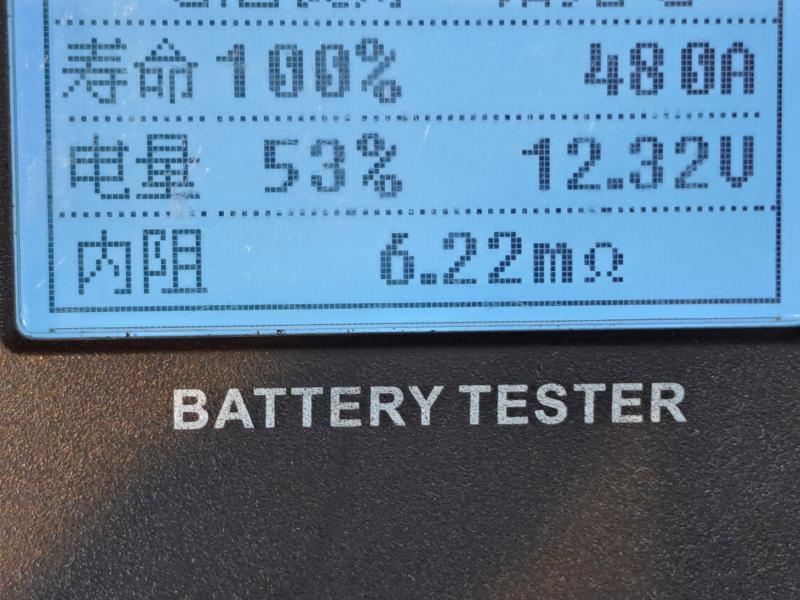 寿命 100% 480A
电量 53% 12.32V
内阻 6.22mΩ
BATTERY TESTER